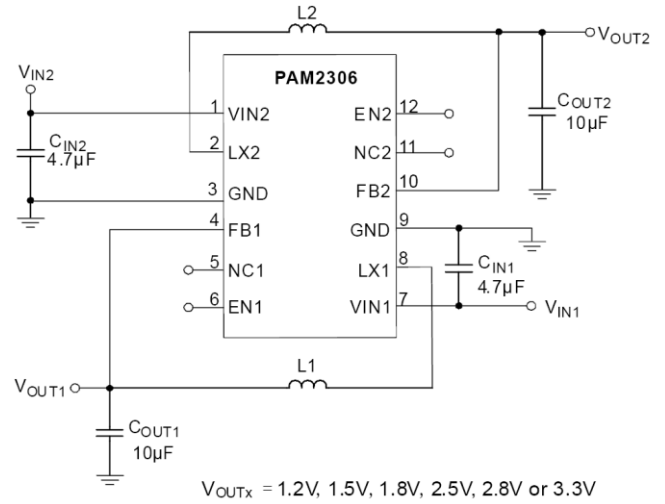 L2
VOUT2
VIN2
PAM2306
1 VIN2
EN2 12
COUT2
10µF
CIN2
4.7µF
2 LX2
NC2 11
3 GND
FB2 10
4 FB1
GND 9
5 NC1
LX1 8
CIN1
4.7µF
6 EN1
VIN1 7
VIN1
L1
VOUT1
COUT1
10µF
VOUTx = 1.2V, 1.5V, 1.8V, 2.5V, 2.8V or 3.3V